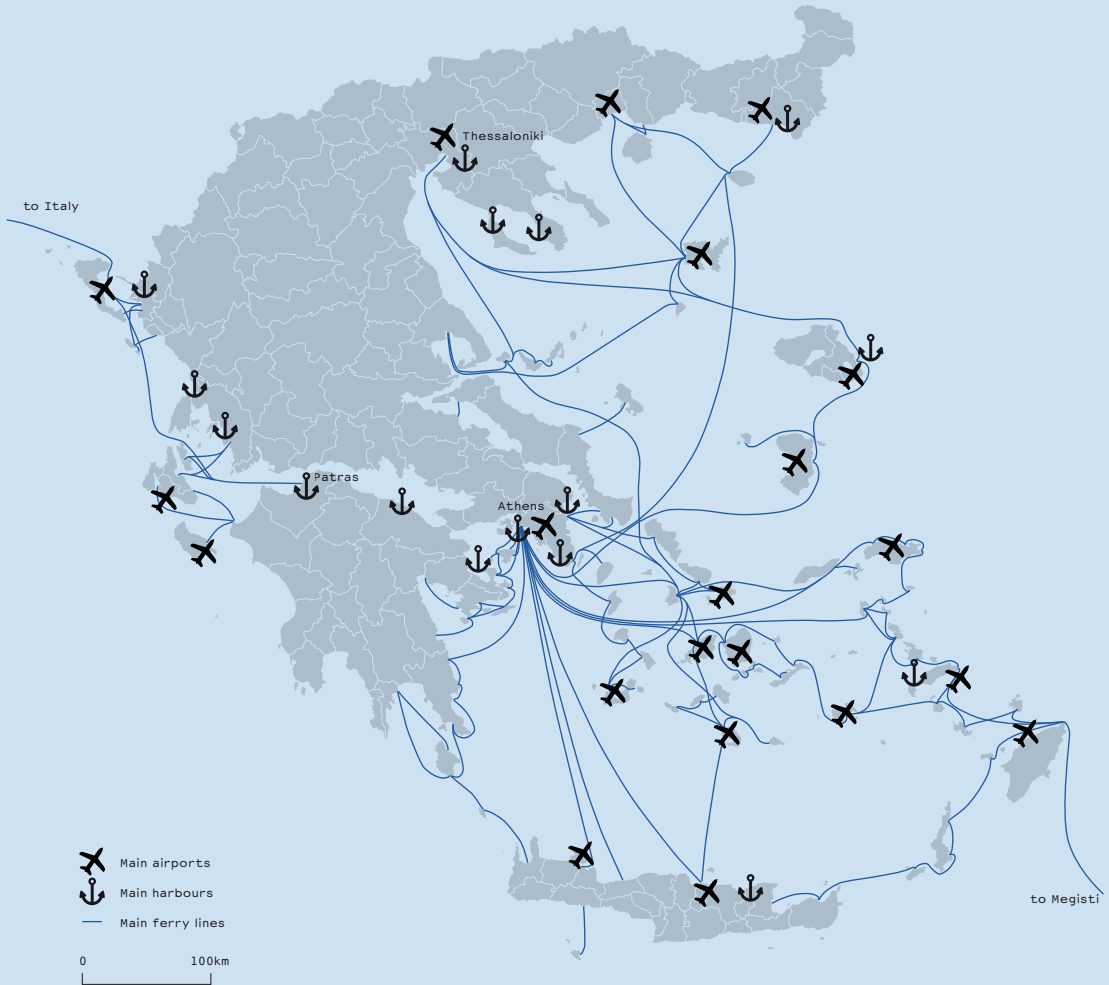 Thessaloniki
to Italy
Patras
Athens
Main airports
Main harbours
Main ferry lines
to Megisti
0 100km